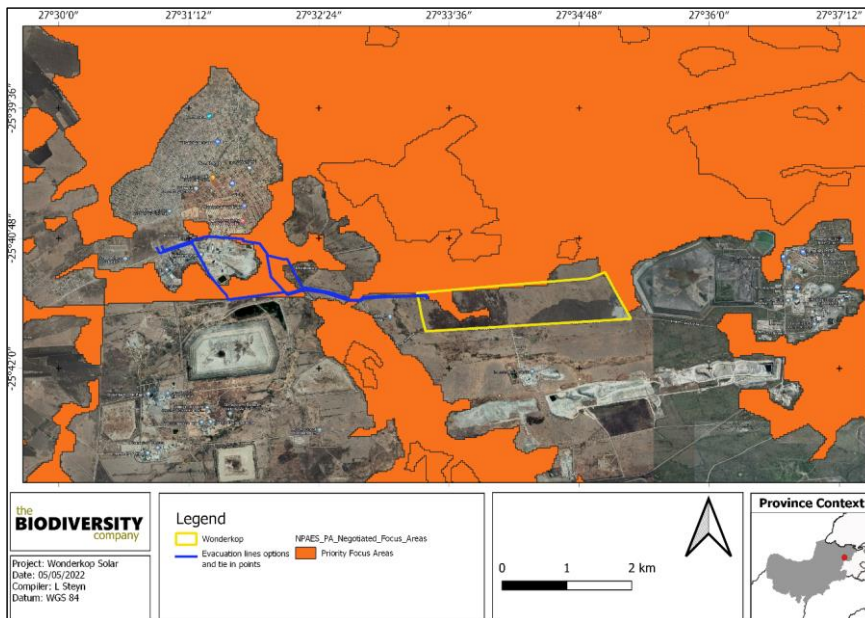 27°30'0" 27°31'12" 27°32'24" 27°33'36" 27°34'48" 27°36'0" 27°37'12"
-25°39'36"
-25°40'48"
-25°42'0"
the
BIODIVERSITY
company
Project: Wonderkop Solar
Date: 05/05/2022
Compiler: L Steyn
Datum: WGS 84
Legend
Wonderkop
Evacuation lines options
and tie in points
NPAES_PA_Negotiated_Focus_Areas
Priority Focus Areas
0 1 2 km
Province Context